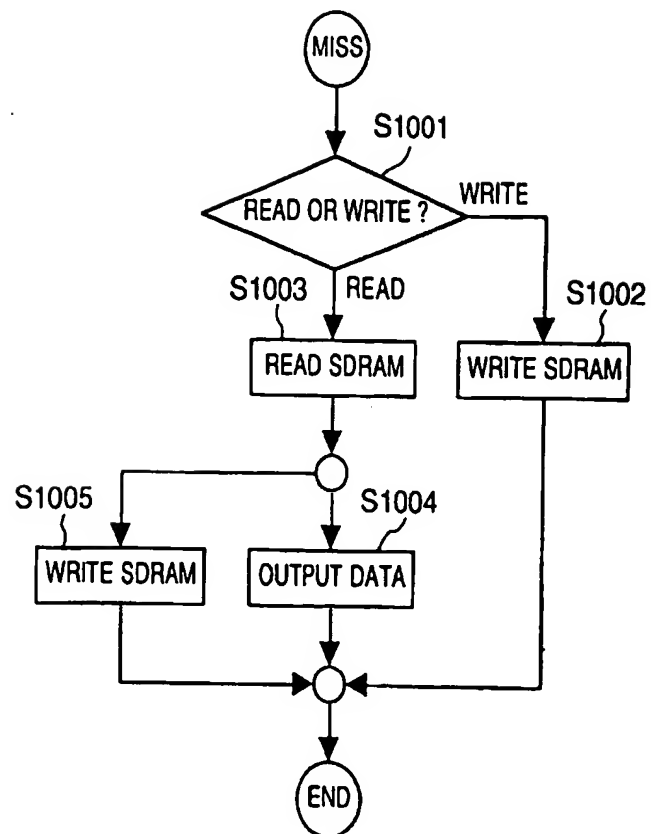 MISS
S1001
READ OR WRITE ?
WRITE
READ
S1003
S1002
READ SDRAM
WRITE SDRAM
S1005
S1004
WRITE SDRAM
OUTPUT DATA
END